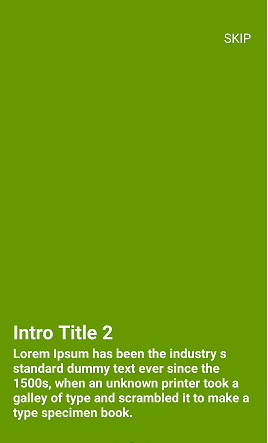 SKIP
Intro Title 2
Lorem Ipsum has been the industry s
standard dummy text ever since the
1500s, when an unknown printer took a
galley of type and scrambled it to make a
type specimen book.